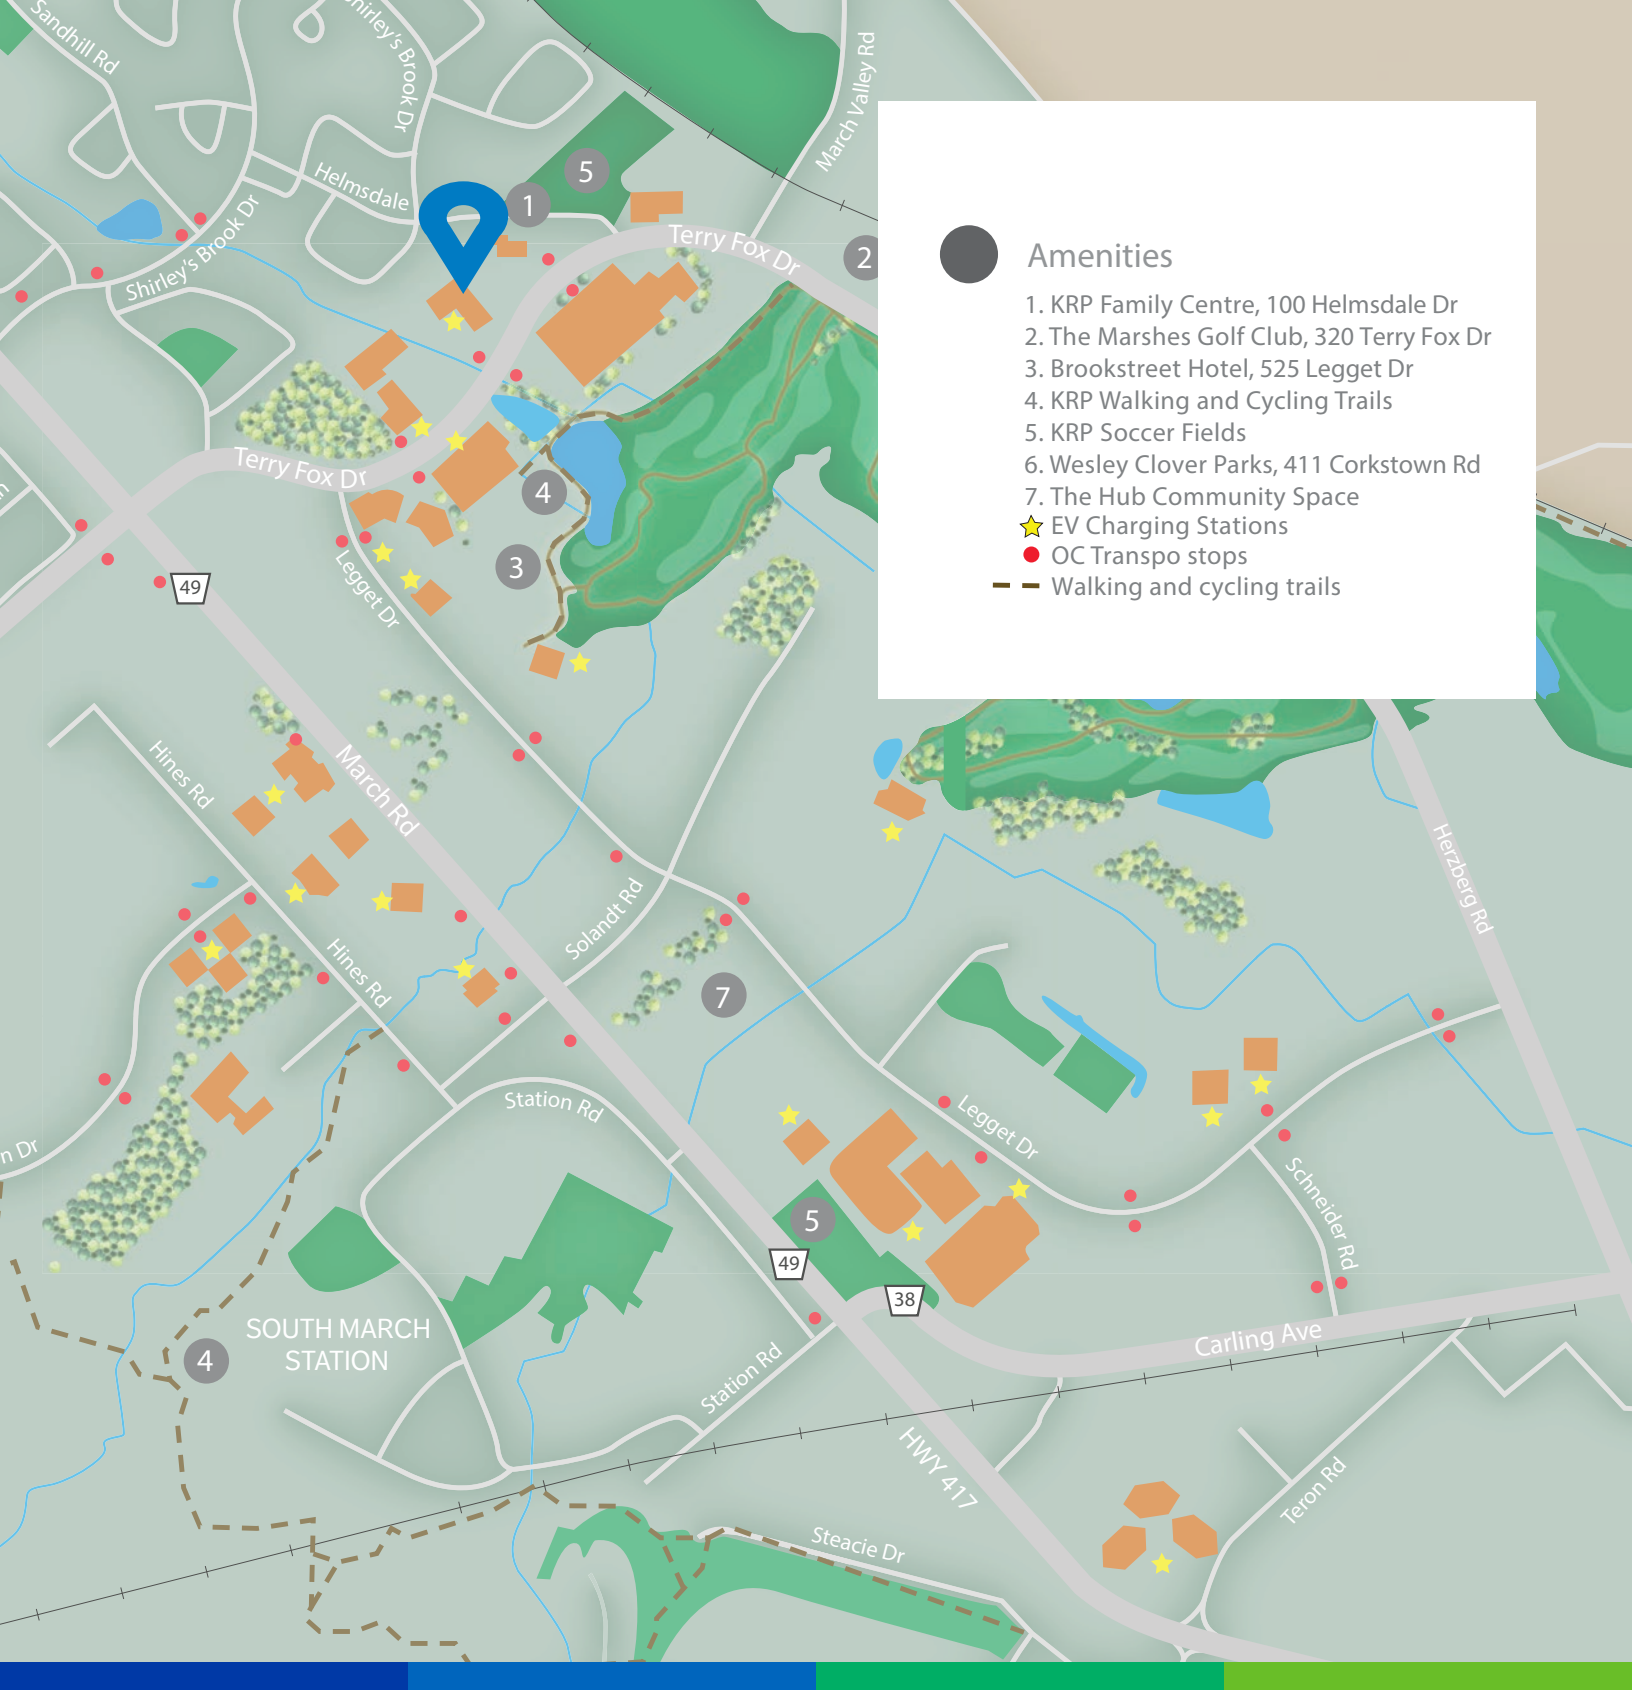 Sandhill Rd
Shirley's Brook Dr
March Valley Rd
Helmsdale
5
1
Shirley's Brook Dr
Terry Fox Dr
2
Amenities
1. KRP Family Centre, 100 Helmsdale Dr
2. The Marshes Golf Club, 320 Terry Fox Dr
3. Brookstreet Hotel, 525 Legget Dr
4. KRP Walking and Cycling Trails
5. KRP Soccer Fields
6. Wesley Clover Parks, 411 Corkstown Rd
7. The Hub Community Space
EV Charging Stations
OC Transpo stops
Walking and cycling trails
Terry Fox Dr
4
3
49
Legget Dr
Hines Rd
March Rd
Herzberg Rd
Solandt Rd
Hines Rd
7
Station Rd
Legget Dr
n Dr
Schneider Rd
5
49
38
SOUTH MARCH
STATION
4
Carling Ave
Station Rd
HWY 417
Teron Rd
Steacie Dr